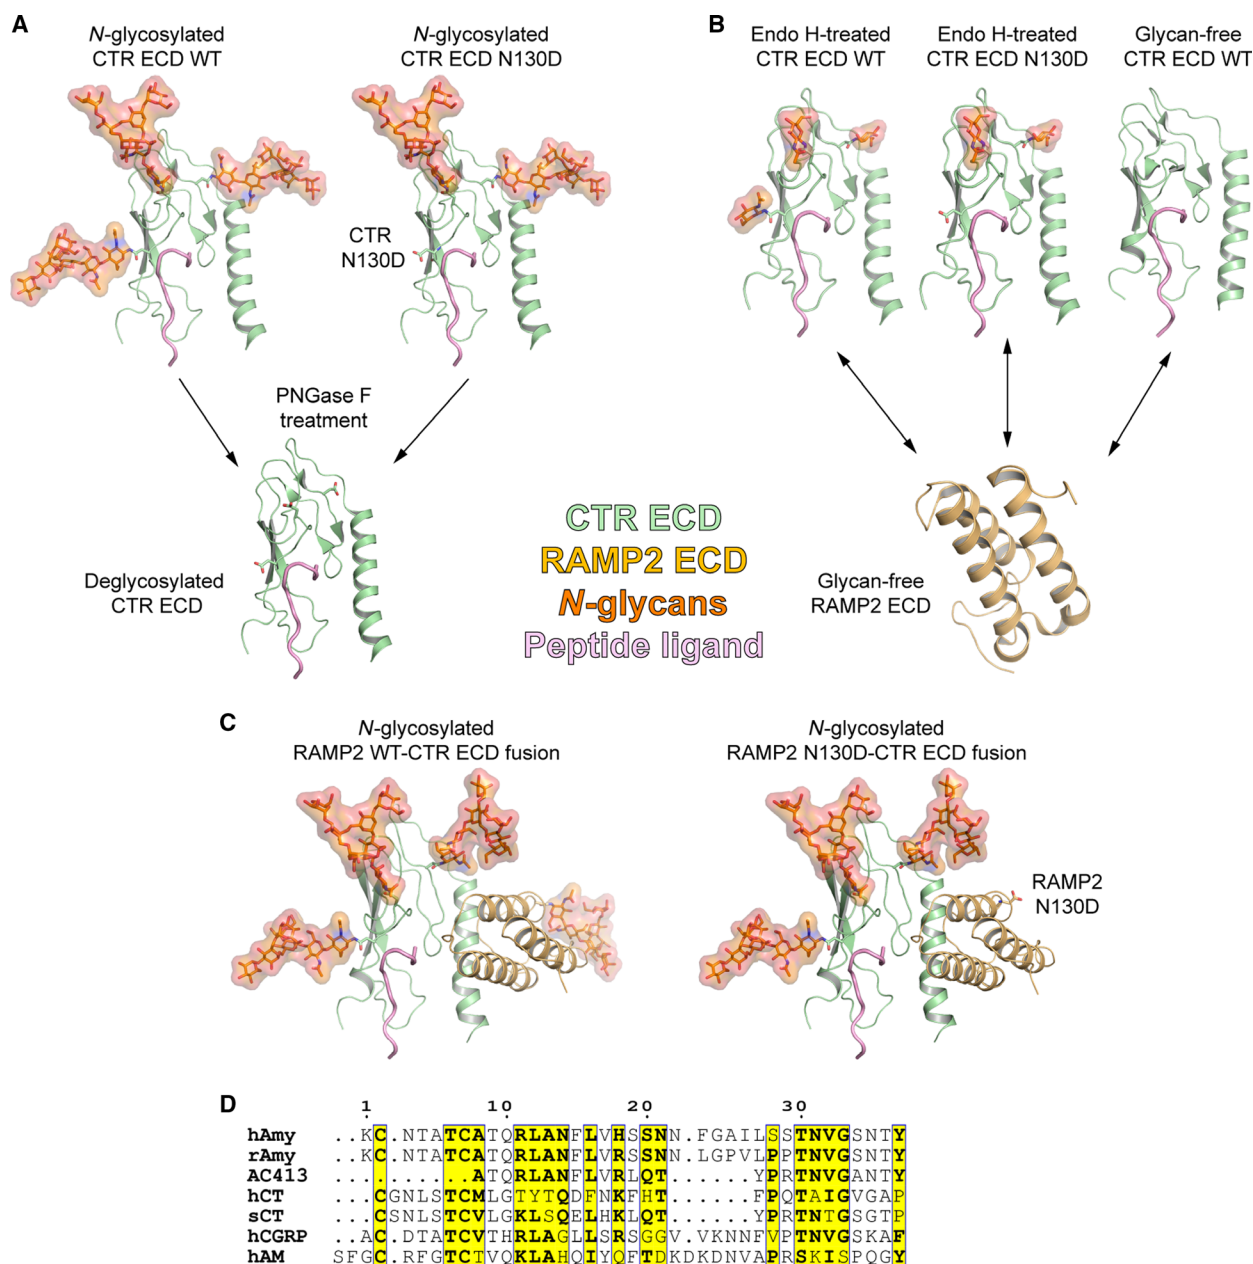 A
N-glycosylated
CTR ECD WT
N-glycosylated
CTR ECD N130D
CTR
N130D
PNGase F
treatment
Deglycosylated
CTR ECD
B
Endo H-treated
CTR ECD WT
Endo H-treated
CTR ECD N130D
Glycan-free
CTR ECD WT
Glycan-free
RAMP2 ECD
CTR ECD
RAMP2 ECD
N-glycans
Peptide ligand
C
N-glycosylated
RAMP2 WT-CTR ECD fusion
N-glycosylated
RAMP2 N130D-CTR ECD fusion
RAMP2
N130D
D
1 10 20 30
hAmy ..KC.NTATCATQRLANFLVHSSNN.FGAILSSTNVGSNTY
rAmy ..KC.NTATCATQRLANFLVRSSNN.LGPVLPPTNVGSNTY
AC413 ..........ATQRLANFLVRLQT......YPRTNVGANTY
hCT ...CGNLSTCMLGTYTQDFNKFHT......FPQTAIGVGAP
sCT ...CSNLSTCVLGKLSQELHKLQT......YPRTNTGSGTP
hCGRP ..AC.DTATCVTHRLAGLLSRSGGV.VKNNFVPTNVGSKAF
hAM SFGC.RFGTCTVQKLAHQIYQFTDKDKDNVAPRSKISPQGY